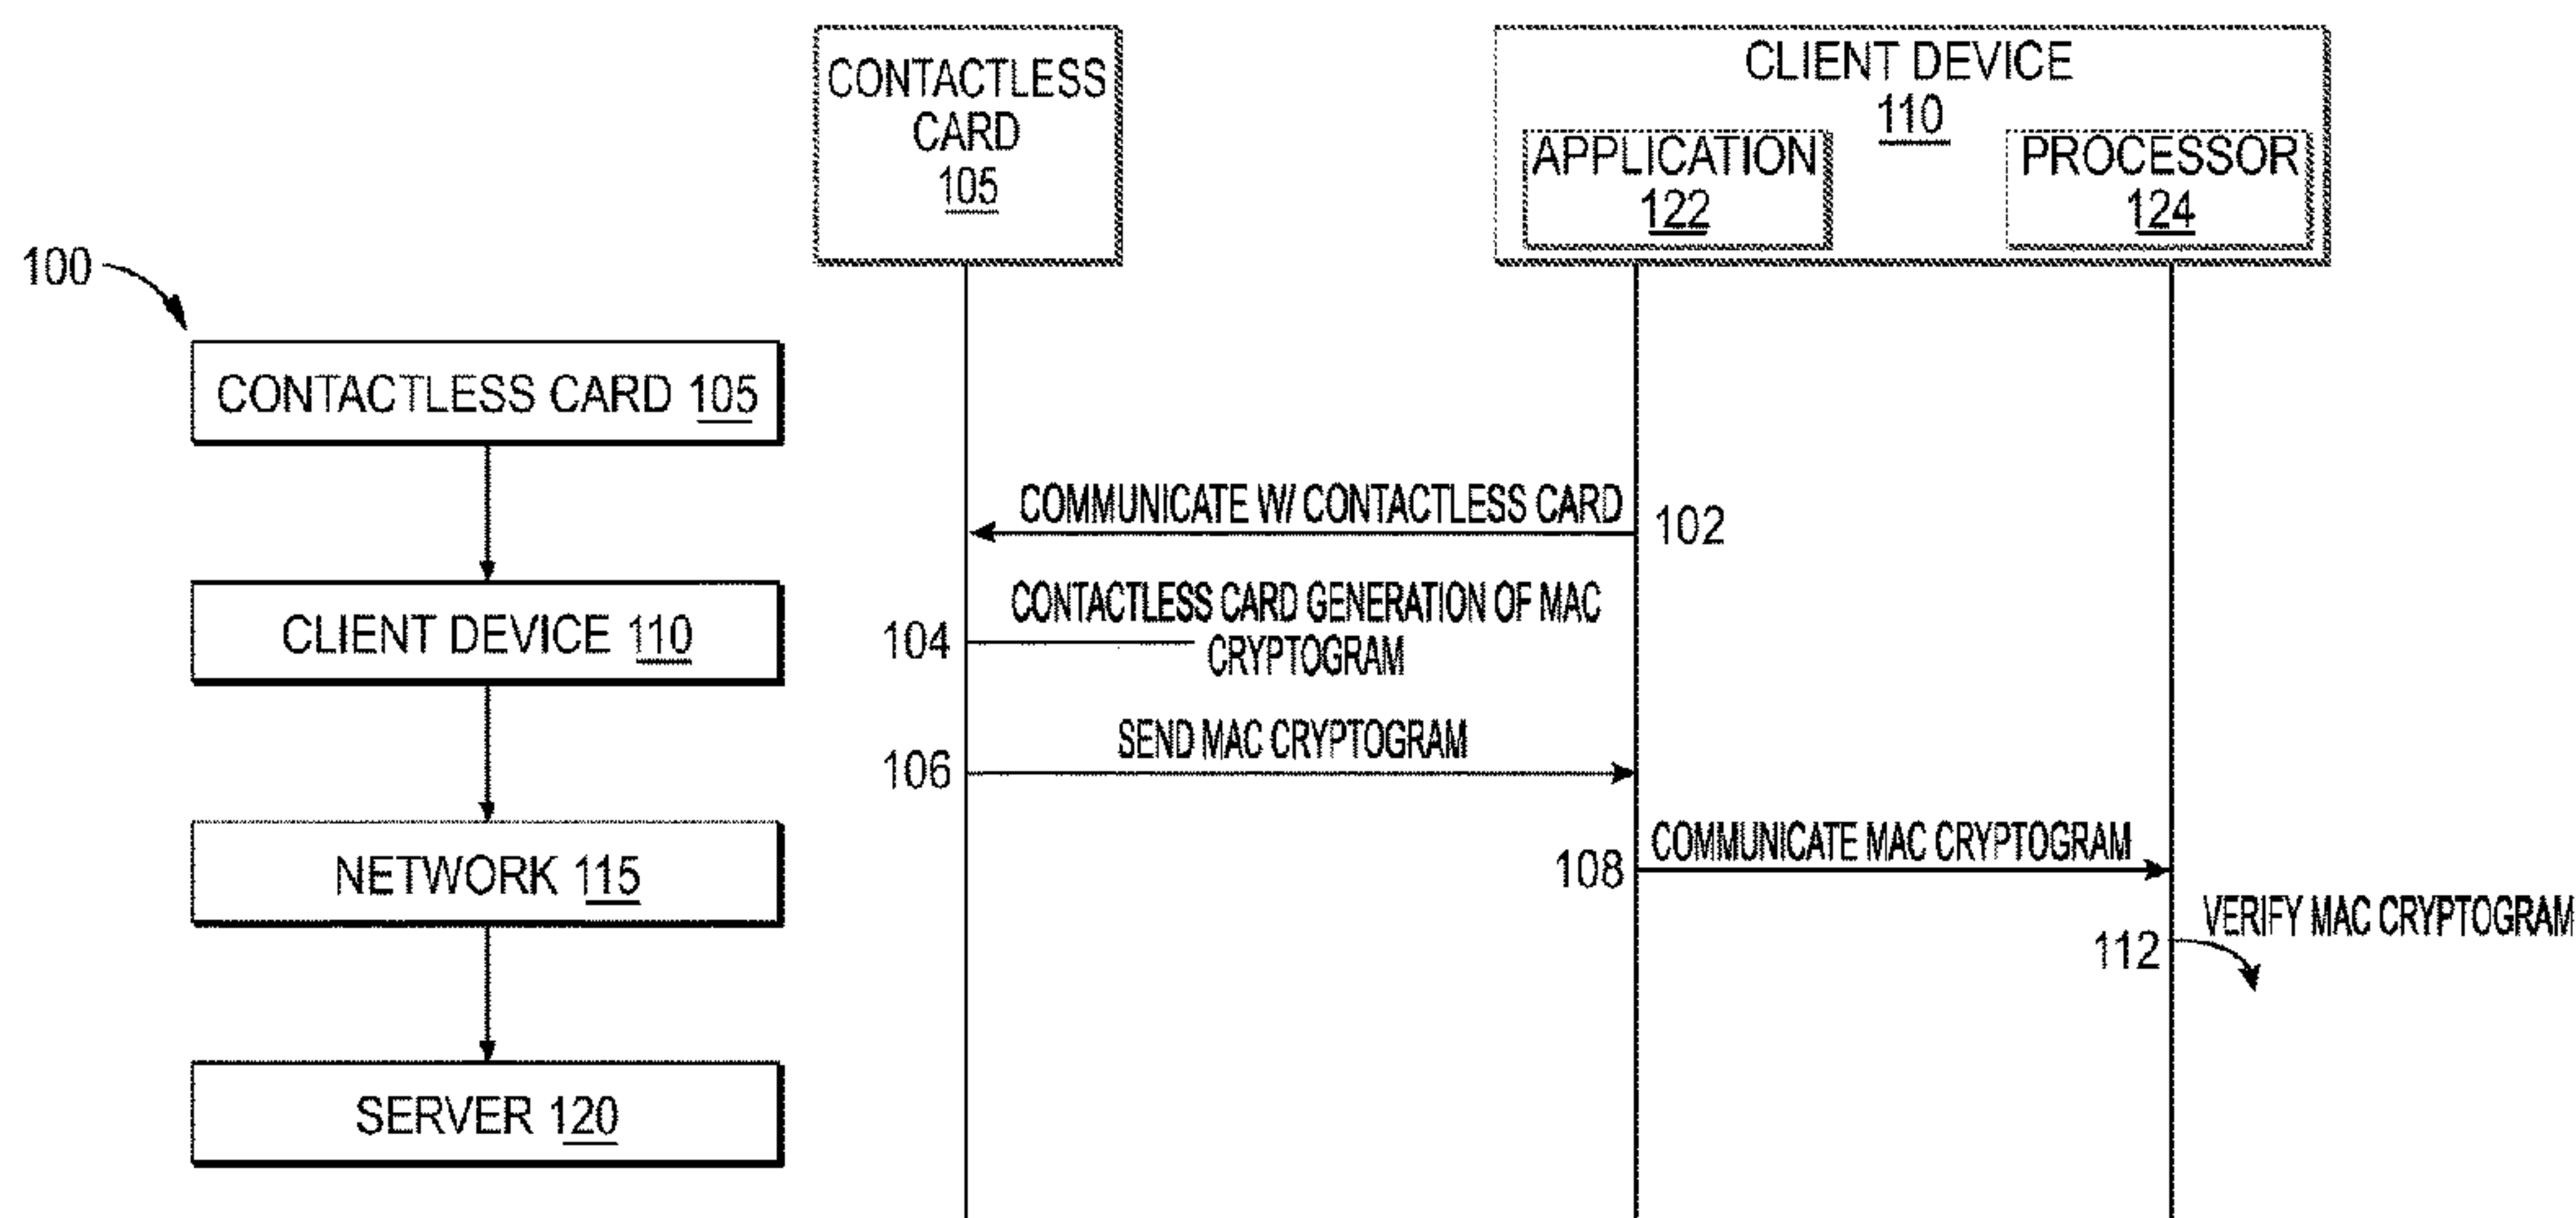 100
CONTACTLESS CARD 105
CLIENT DEVICE 110
NETWORK 115
SERVER 120
CONTACTLESS
CARD
105
CLIENT DEVICE
110
APPLICATION
122
PROCESSOR
124
COMMUNICATE W/ CONTACTLESS CARD
102
CONTACTLESS CARD GENERATION OF MAC
104
CRYPTOGRAM
SEND MAC CRYPTOGRAM
106
COMMUNICATE MAC CRYPTOGRAM
108
VERIFY MAC CRYPTOGRAM
112